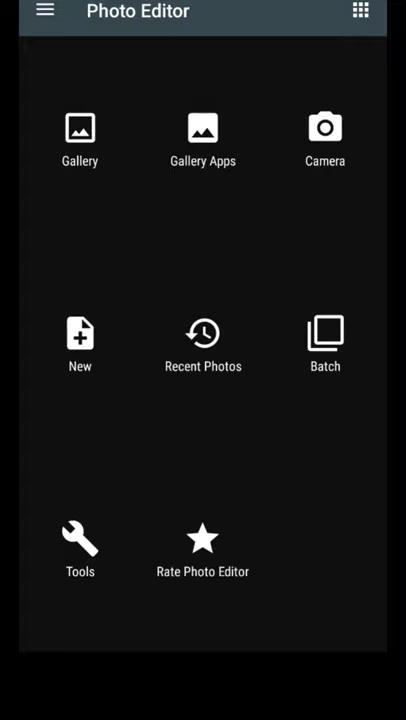 Photo Editor
Gallery
Gallery Apps
Camera
New
Recent Photos
Batch
Tools
Rate Photo Editor